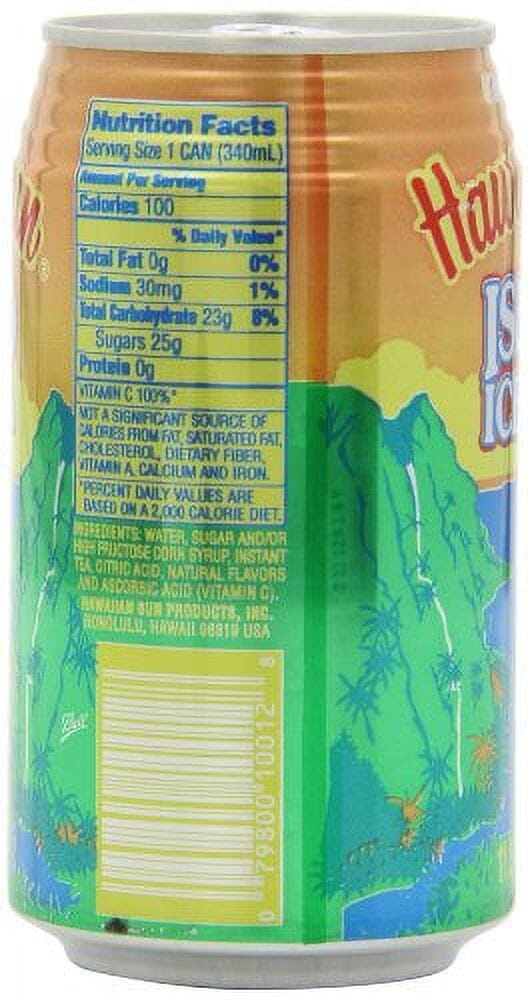 Nutrition Facts
Serving Size 1 CAN (340mL)
Amount Per Serving
Calories 100
% Daily Value*
Total Fat 0g 0%
Sodium 30mg 1%
Total Carbohydrate 23g 8%
Sugars 25g
Protein 0g
VITAMIN C 100%*
NOT A SIGNIFICANT SOURCE OF
CALORIES FROM FAT, SATURATED FAT,
CHOLESTEROL, DIETARY FIBER,
VITAMIN A, CALCIUM AND IRON.
*PERCENT DAILY VALUES ARE
BASED ON A 2,000 CALORIE DIET.
INGREDIENTS: WATER, SUGAR AND/OR
HIGH FRUCTOSE CORN SYRUP, INSTANT
TEA, CITRIC ACID, NATURAL FLAVORS
AND ASCORBIC ACID (VITAMIN C).
HAWAIIAN SUN PRODUCTS, INC.
HONOLULU, HAWAII 96819 USA
Ball
0 79800 10012 8
Haw
IS
IC